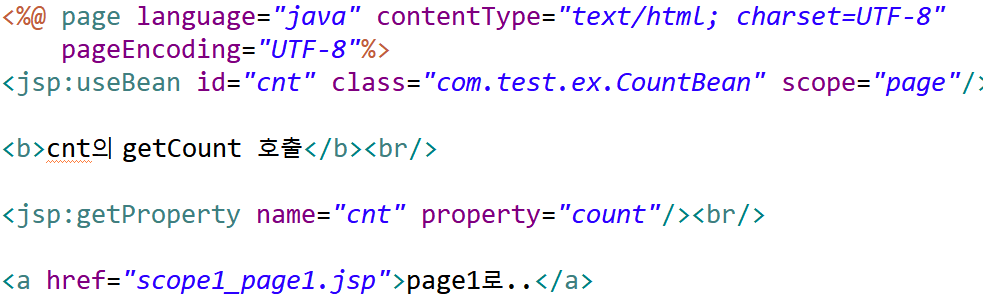 <%@ page language="java" contentType="text/html; charset=UTF-8"
pageEncoding="UTF-8"%>
<jsp:useBean id="cnt" class="com.test.ex.CountBean" scope="page"/>
<b>cnt의 getCount 호출</b><br/>
<jsp:getProperty name="cnt" property="count"/><br/>
<a href="scope1_page1.jsp">page1로..</a>